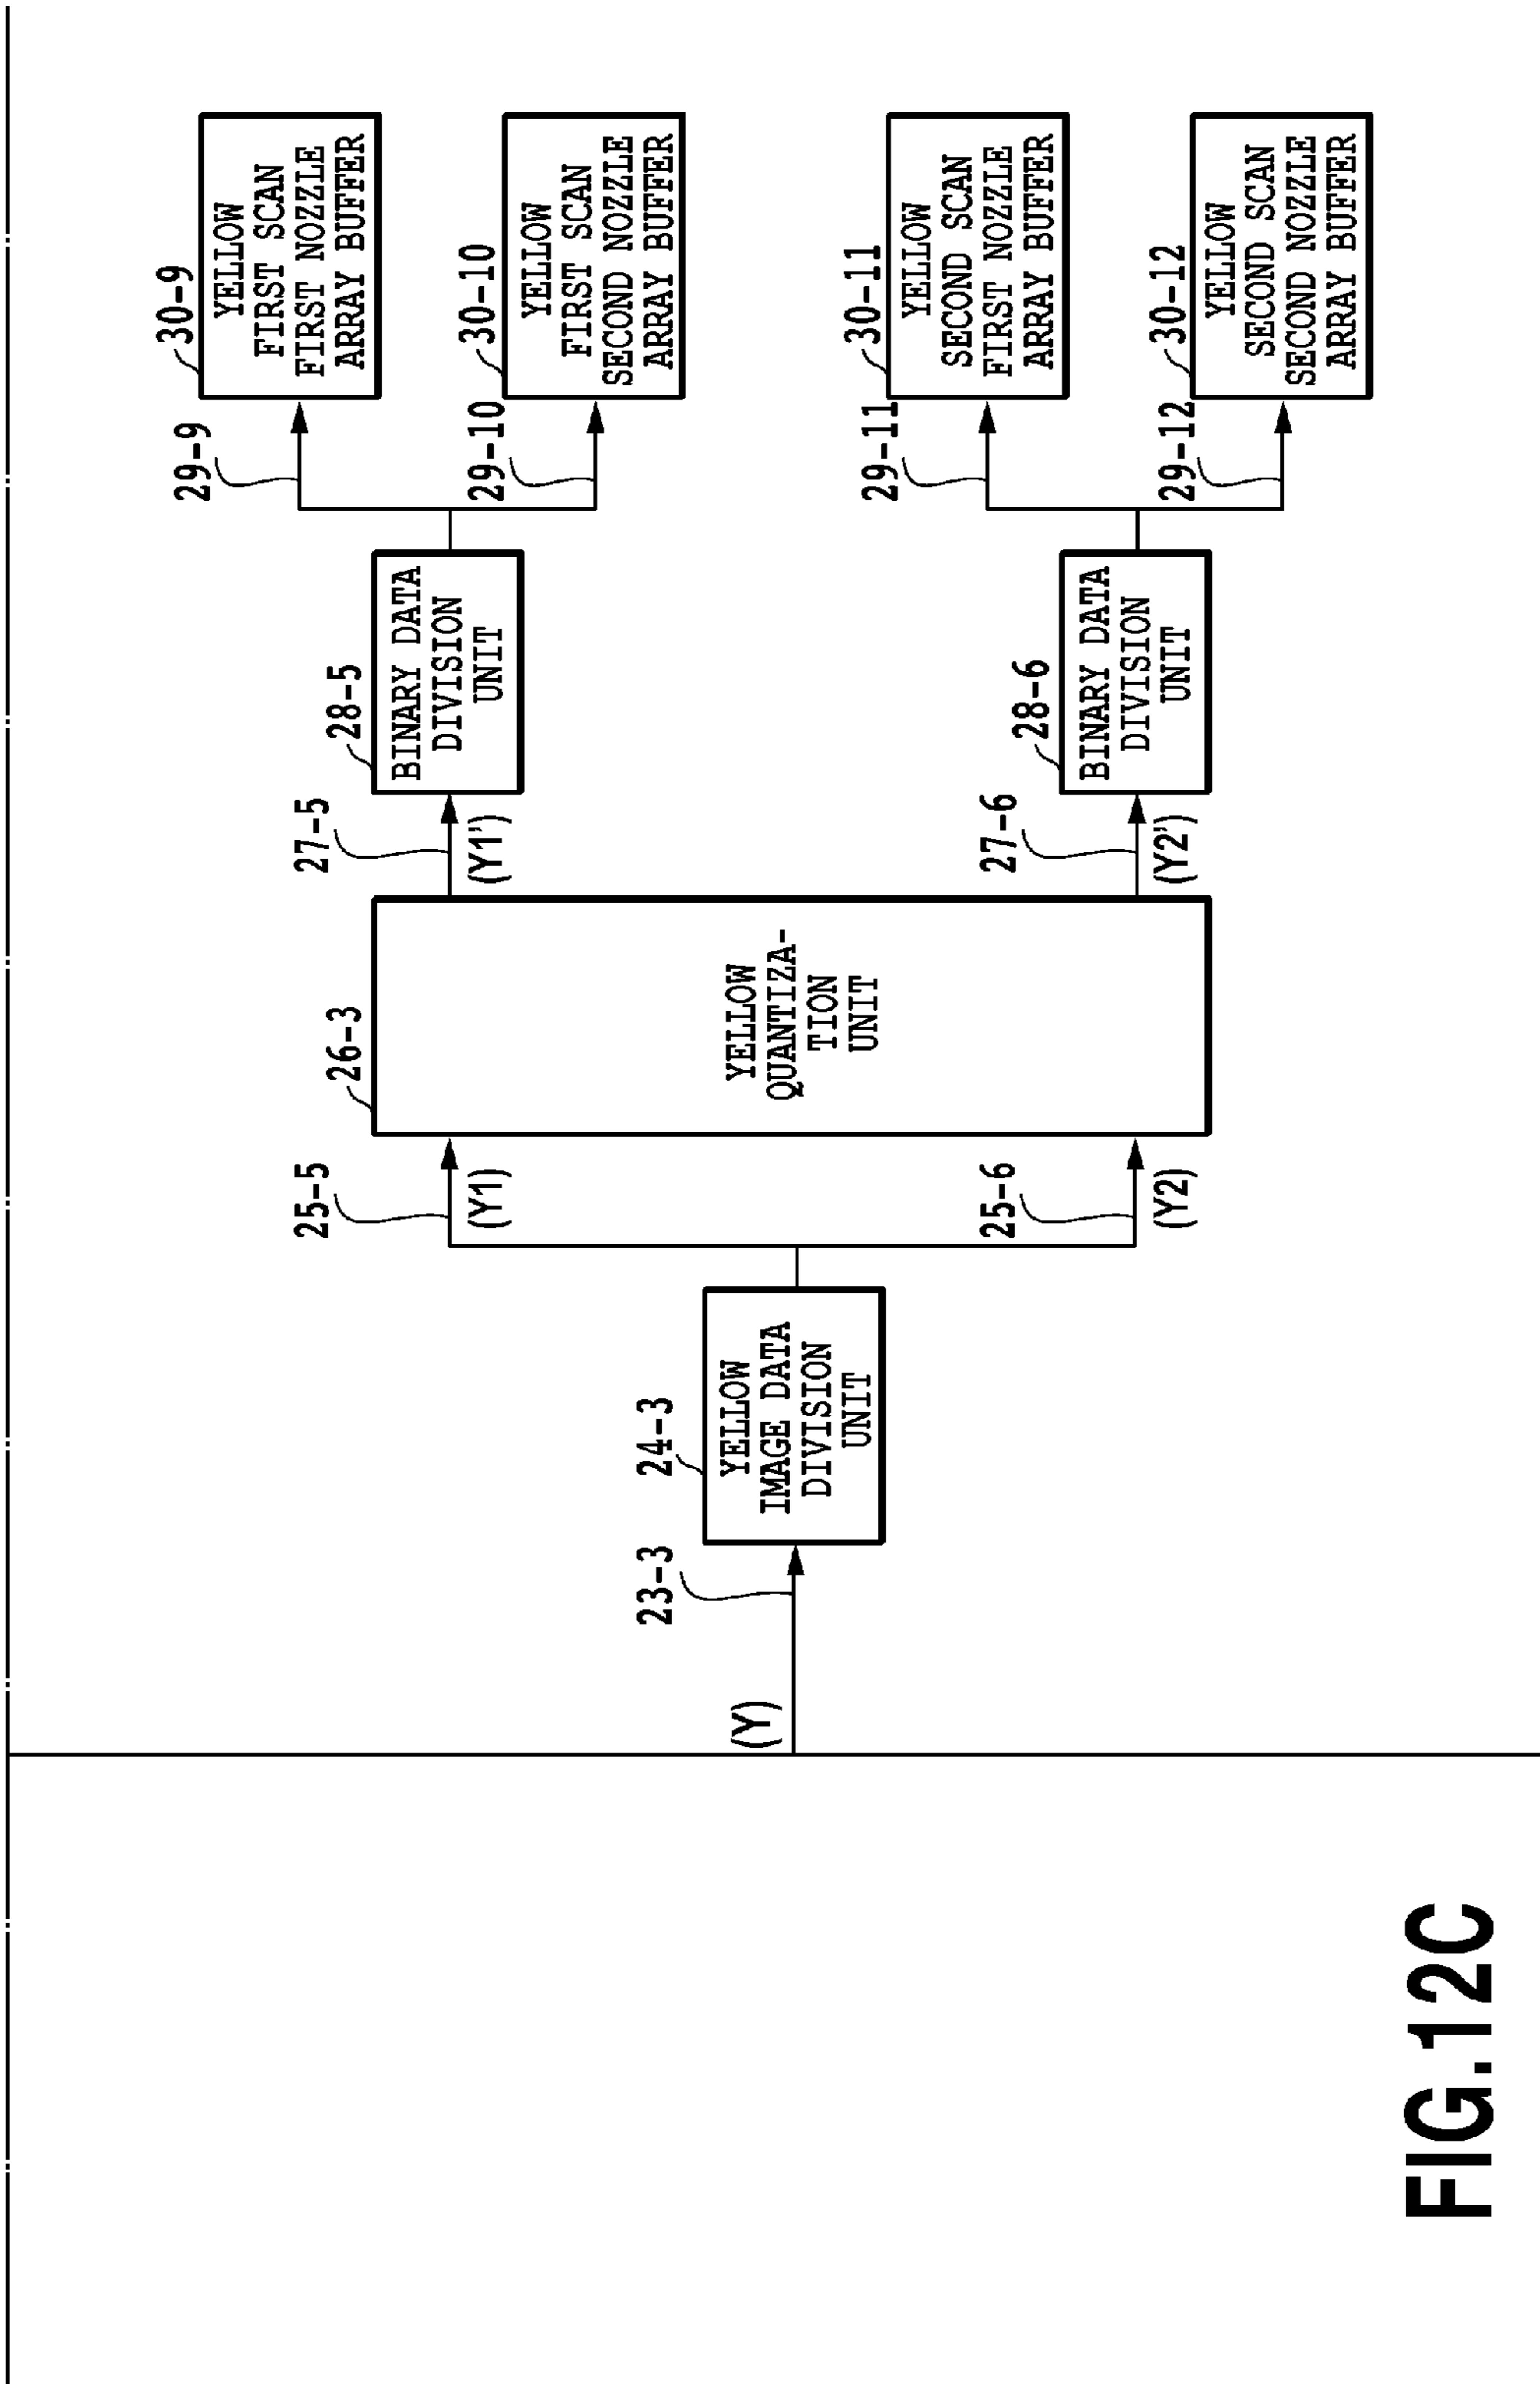 (Y)
23-3
24-3
YELLOW
IMAGE DATA
DIVISION
UNIT
25-5
(Y1)
25-6
(Y2)
26-3
YELLOW
QUANTIZA-
TION
UNIT
27-5
(Y1')
27-6
(Y2')
28-5
BINARY DATA
DIVISION
UNIT
28-6
BINARY DATA
DIVISION
UNIT
29-9
29-10
29-11
29-12
30-9
YELLOW
FIRST SCAN
FIRST NOZZLE
ARRAY BUFFER
30-10
YELLOW
FIRST SCAN
SECOND NOZZLE
ARRAY BUFFER
30-11
YELLOW
SECOND SCAN
FIRST NOZZLE
ARRAY BUFFER
30-12
YELLOW
SECOND SCAN
SECOND NOZZLE
ARRAY BUFFER
FIG.12C